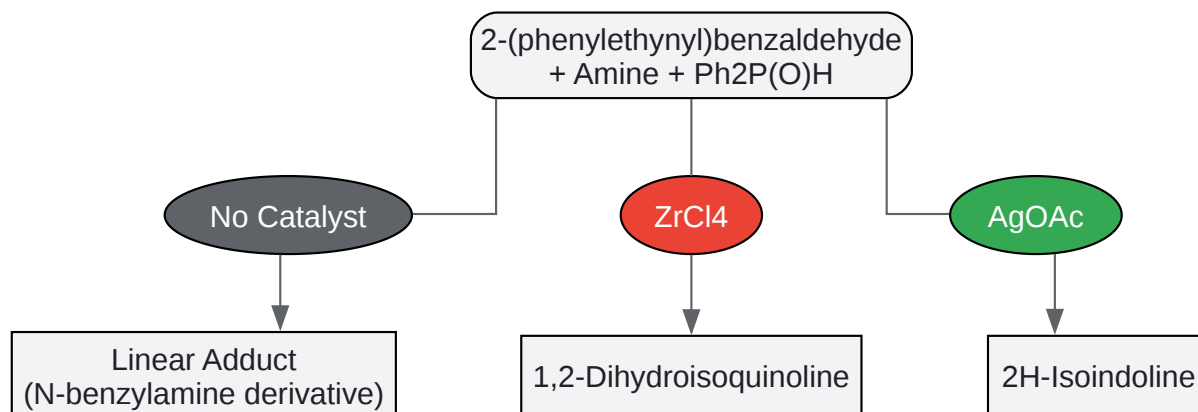 2-(phenylethynyl)benzaldehyde
+ Amine + Ph2P(O)H
No Catalyst
ZrCl4
AgOAc
Linear Adduct
(N-benzylamine derivative)
1,2-Dihydroisoquinoline
2H-Isoindoline